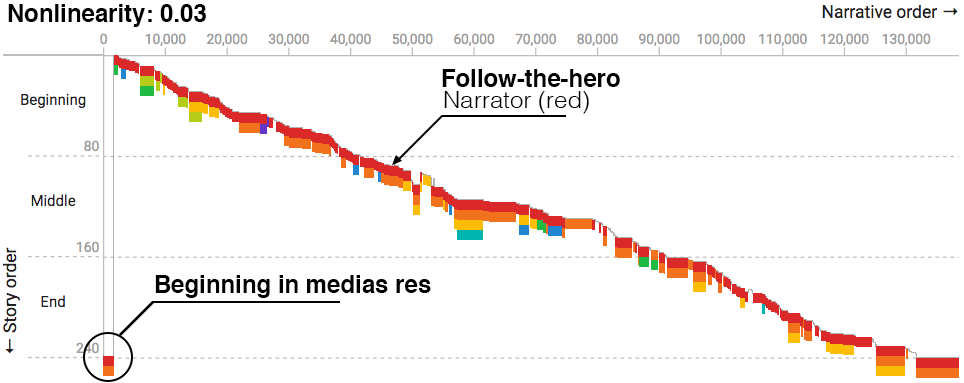 Nonlinearity: 0.03
Narrative order →
0 10,000 20,000 30,000 40,000 50,000 60,000 70,000 80,000 90,000 100,000 110,000 120,000 130,000
Follow-the-hero
Narrator (red)
Beginning
80
Middle
160
End
Beginning in medias res
240
← Story order